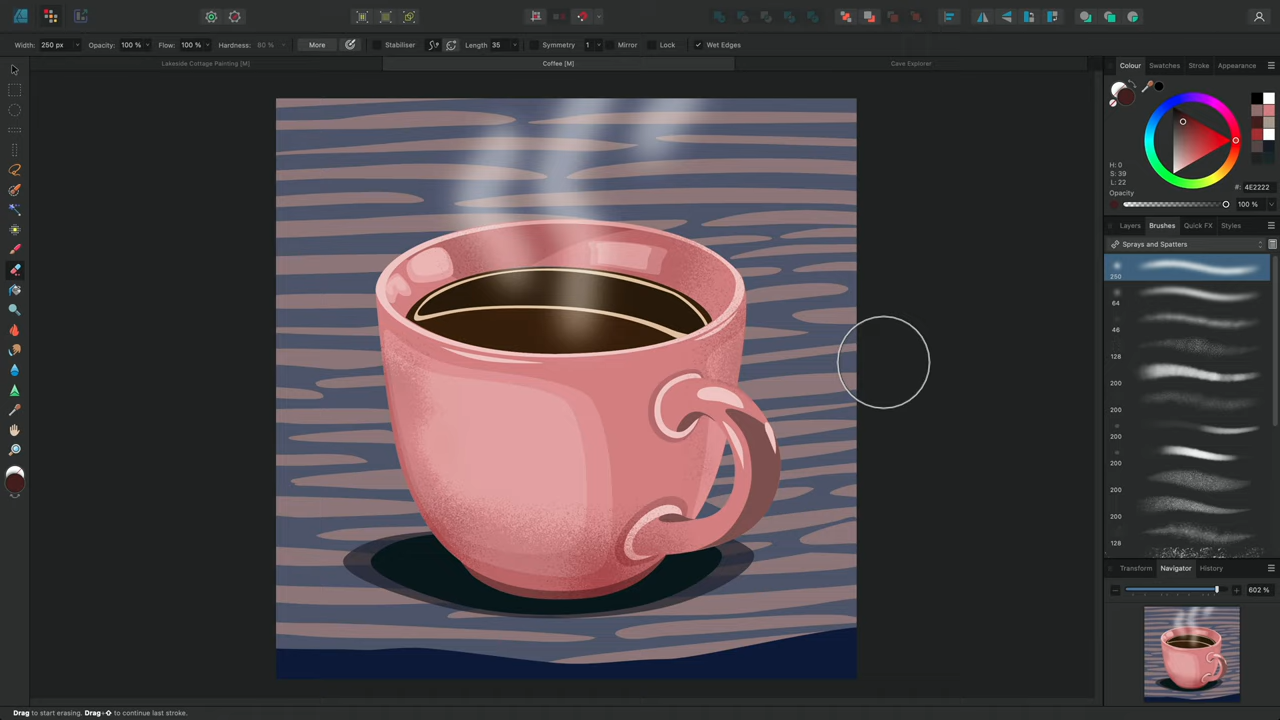 Width: 250 px Opacity: 100 % Flow: 100 % Hardness: 80 % More Stabiliser Length 35 Symmetry 1 Mirror Lock Wet Edges
Lakeside Cottage Painting [M] Coffee [M] Cave Explorer
Colour Swatches Stroke Appearance
H: 0
S: 39
L: 22
#: 4E2222
Opacity
100 %
Layers Brushes Quick FX Styles
Sprays and Spatters
250
64
46
128
200
200
200
200
200
128
Transform Navigator History
602 %
Drag to start erasing. Drag+ to continue last stroke.